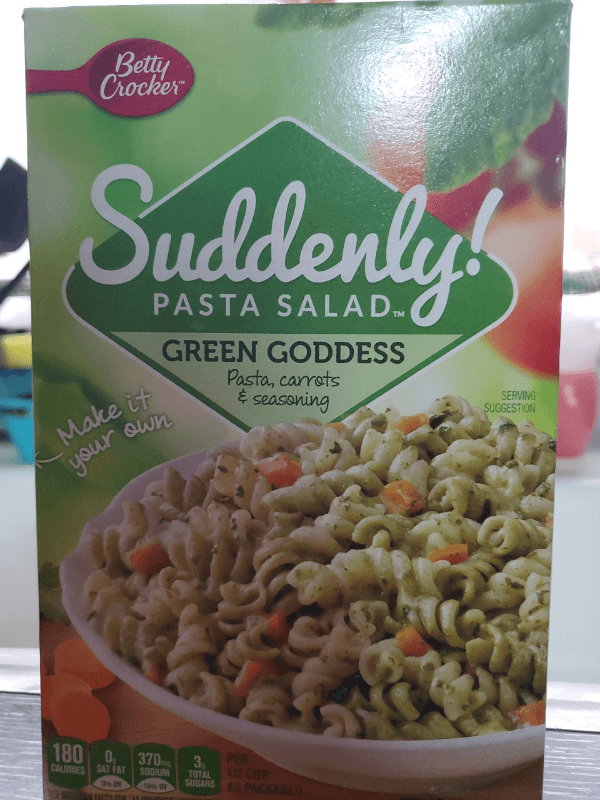 Betty
Crocker™
Suddenly!
PASTA SALAD™
GREEN GODDESS
Pasta, carrots
& seasoning
Make it
your own
SERVING
SUGGESTION
180
CALORIES
0g
SAT FAT
0% DV
370mg
SODIUM
16% DV
3g
TOTAL
SUGARS
PER
1/2 CUP
AS PACKAGED